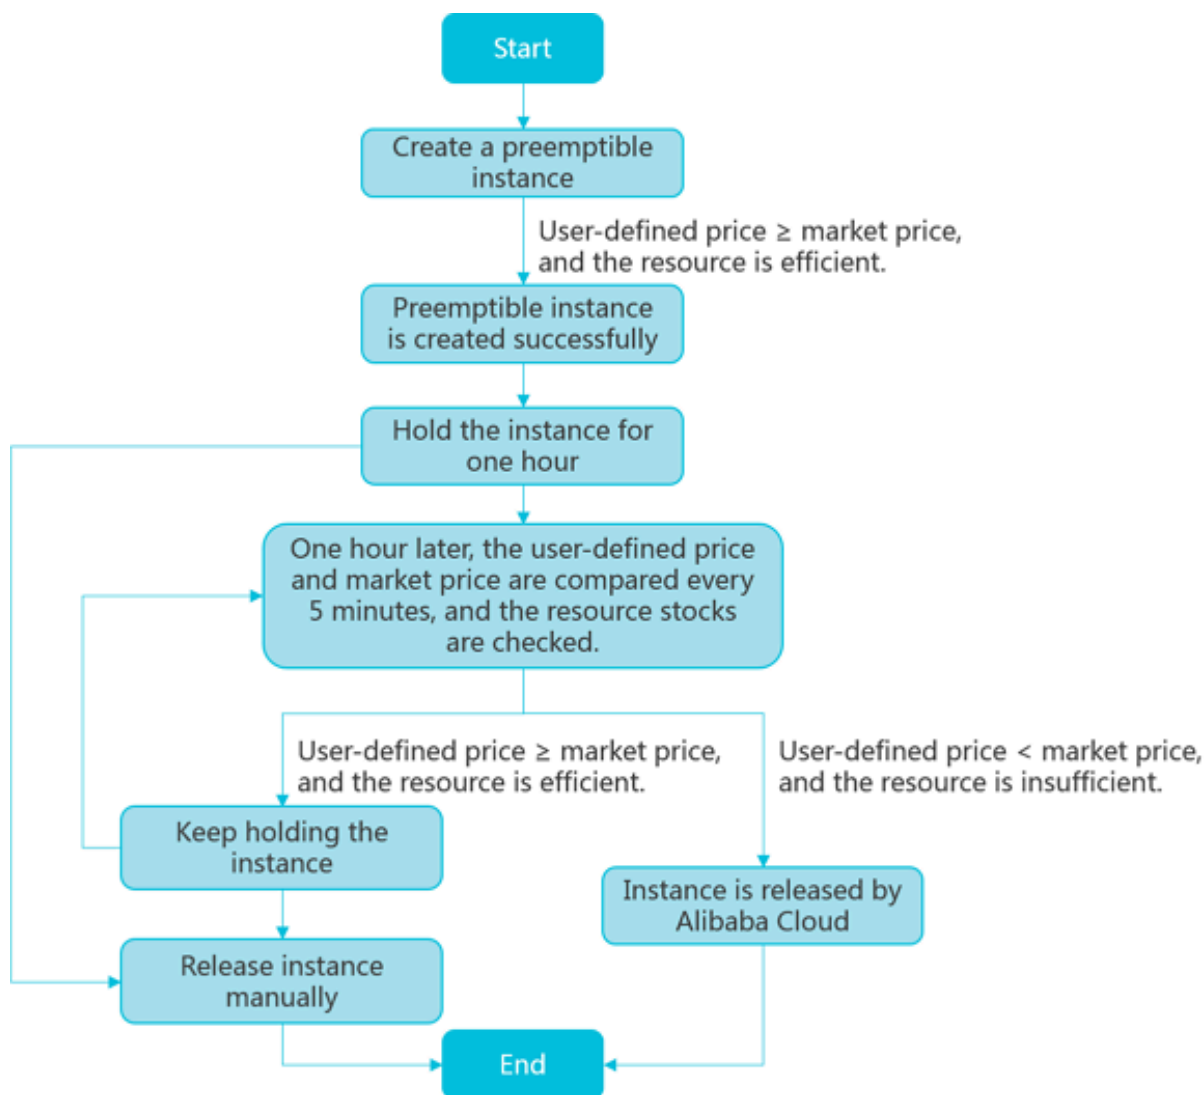 Start
Create a preemptible
instance
User-defined price ≥ market price,
and the resource is efficient.
Preemptible instance
is created successfully
Hold the instance for
one hour
One hour later, the user-defined price
and market price are compared every
5 minutes, and the resource stocks
are checked.
User-defined price ≥ market price,
and the resource is efficient.
User-defined price < market price,
and the resource is insufficient.
Keep holding the
instance
Instance is released by
Alibaba Cloud
Release instance
manually
End